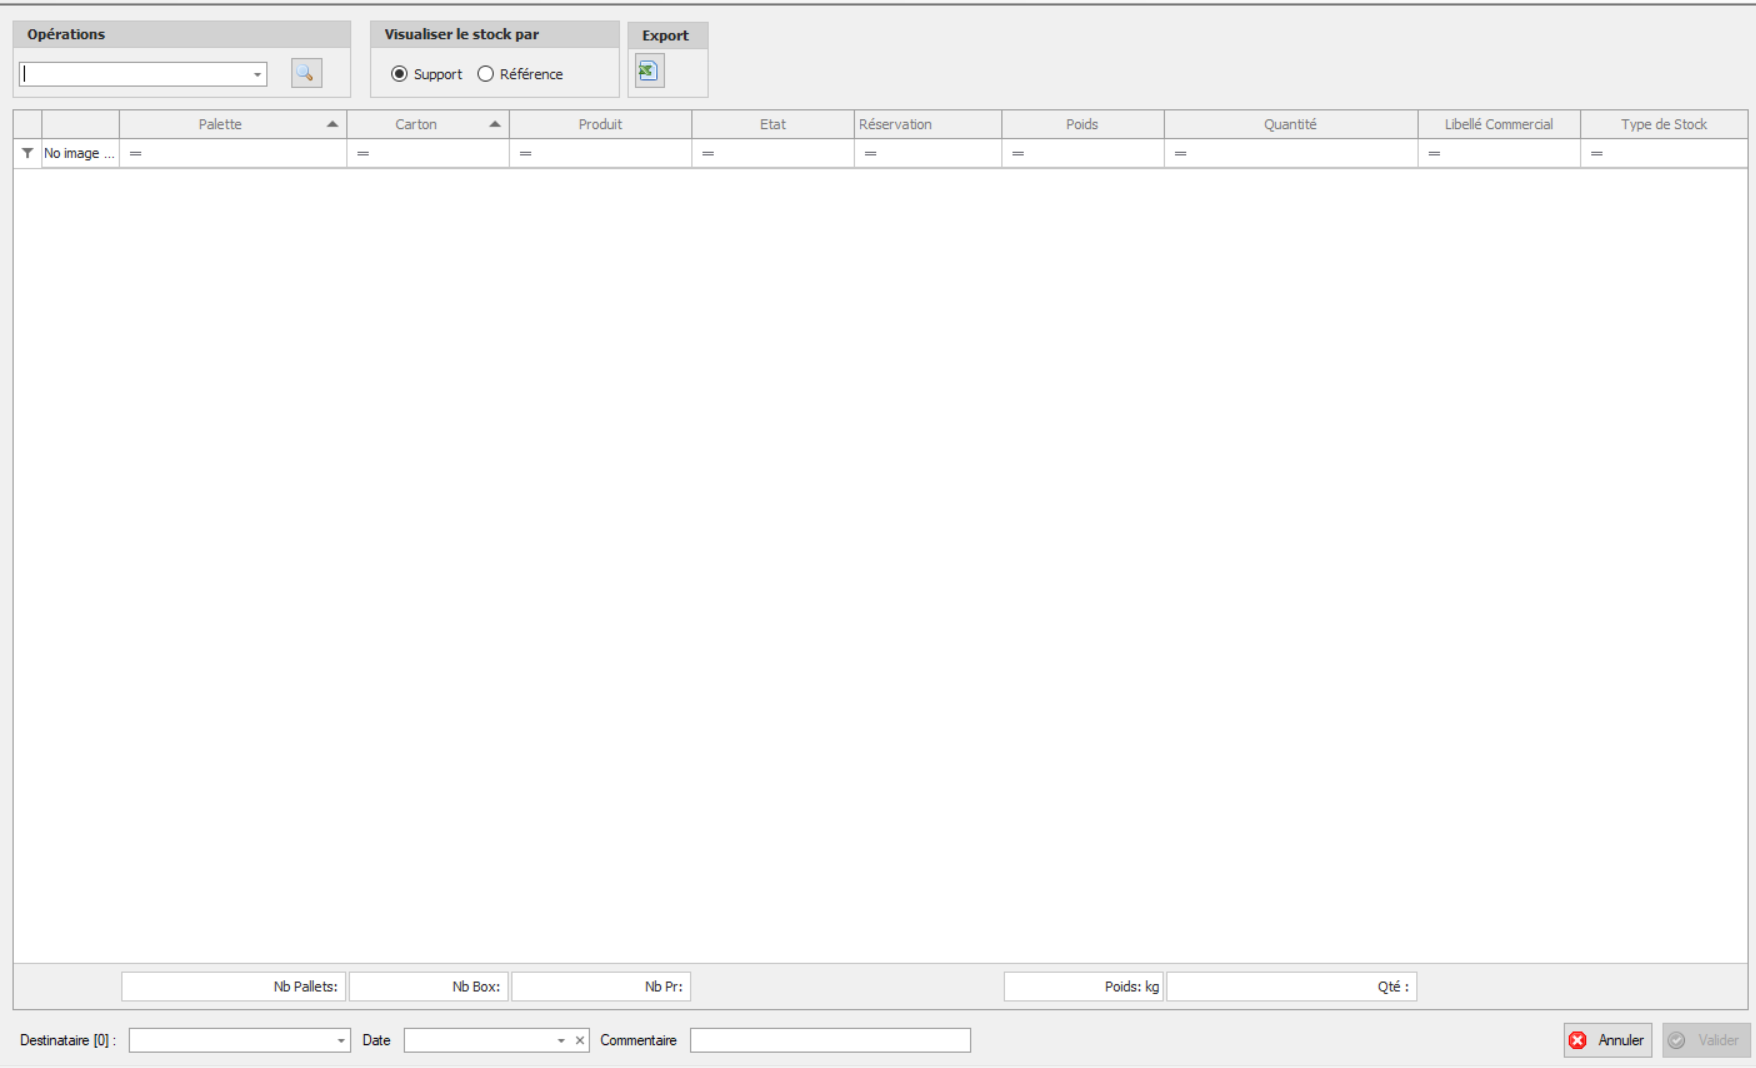 Opérations Visualiser le stock par Export
Support Référence
Palette Carton Produit Etat Réservation Poids Quantité Libellé Commercial Type de Stock
No image ... = = = = = = = = =
Nb Pallets: Nb Box: Nb Pr: Poids: kg Qté :
Destinataire [0] : Date Commentaire Annuler Valider